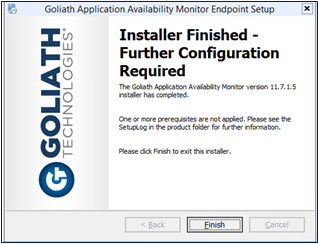 Goliath Application Availability Monitor Endpoint Setup
Installer Finished -
Further Configuration
Required
The Goliath Application Availability Monitor version 11.7.1.5
installer has completed.
One or more prerequisites are not applied. Please see the
SetupLog in the product folder for further information.
Please click Finish to exit this installer.
GOLIATH
TECHNOLOGIES®
< Back
Finish
Cancel